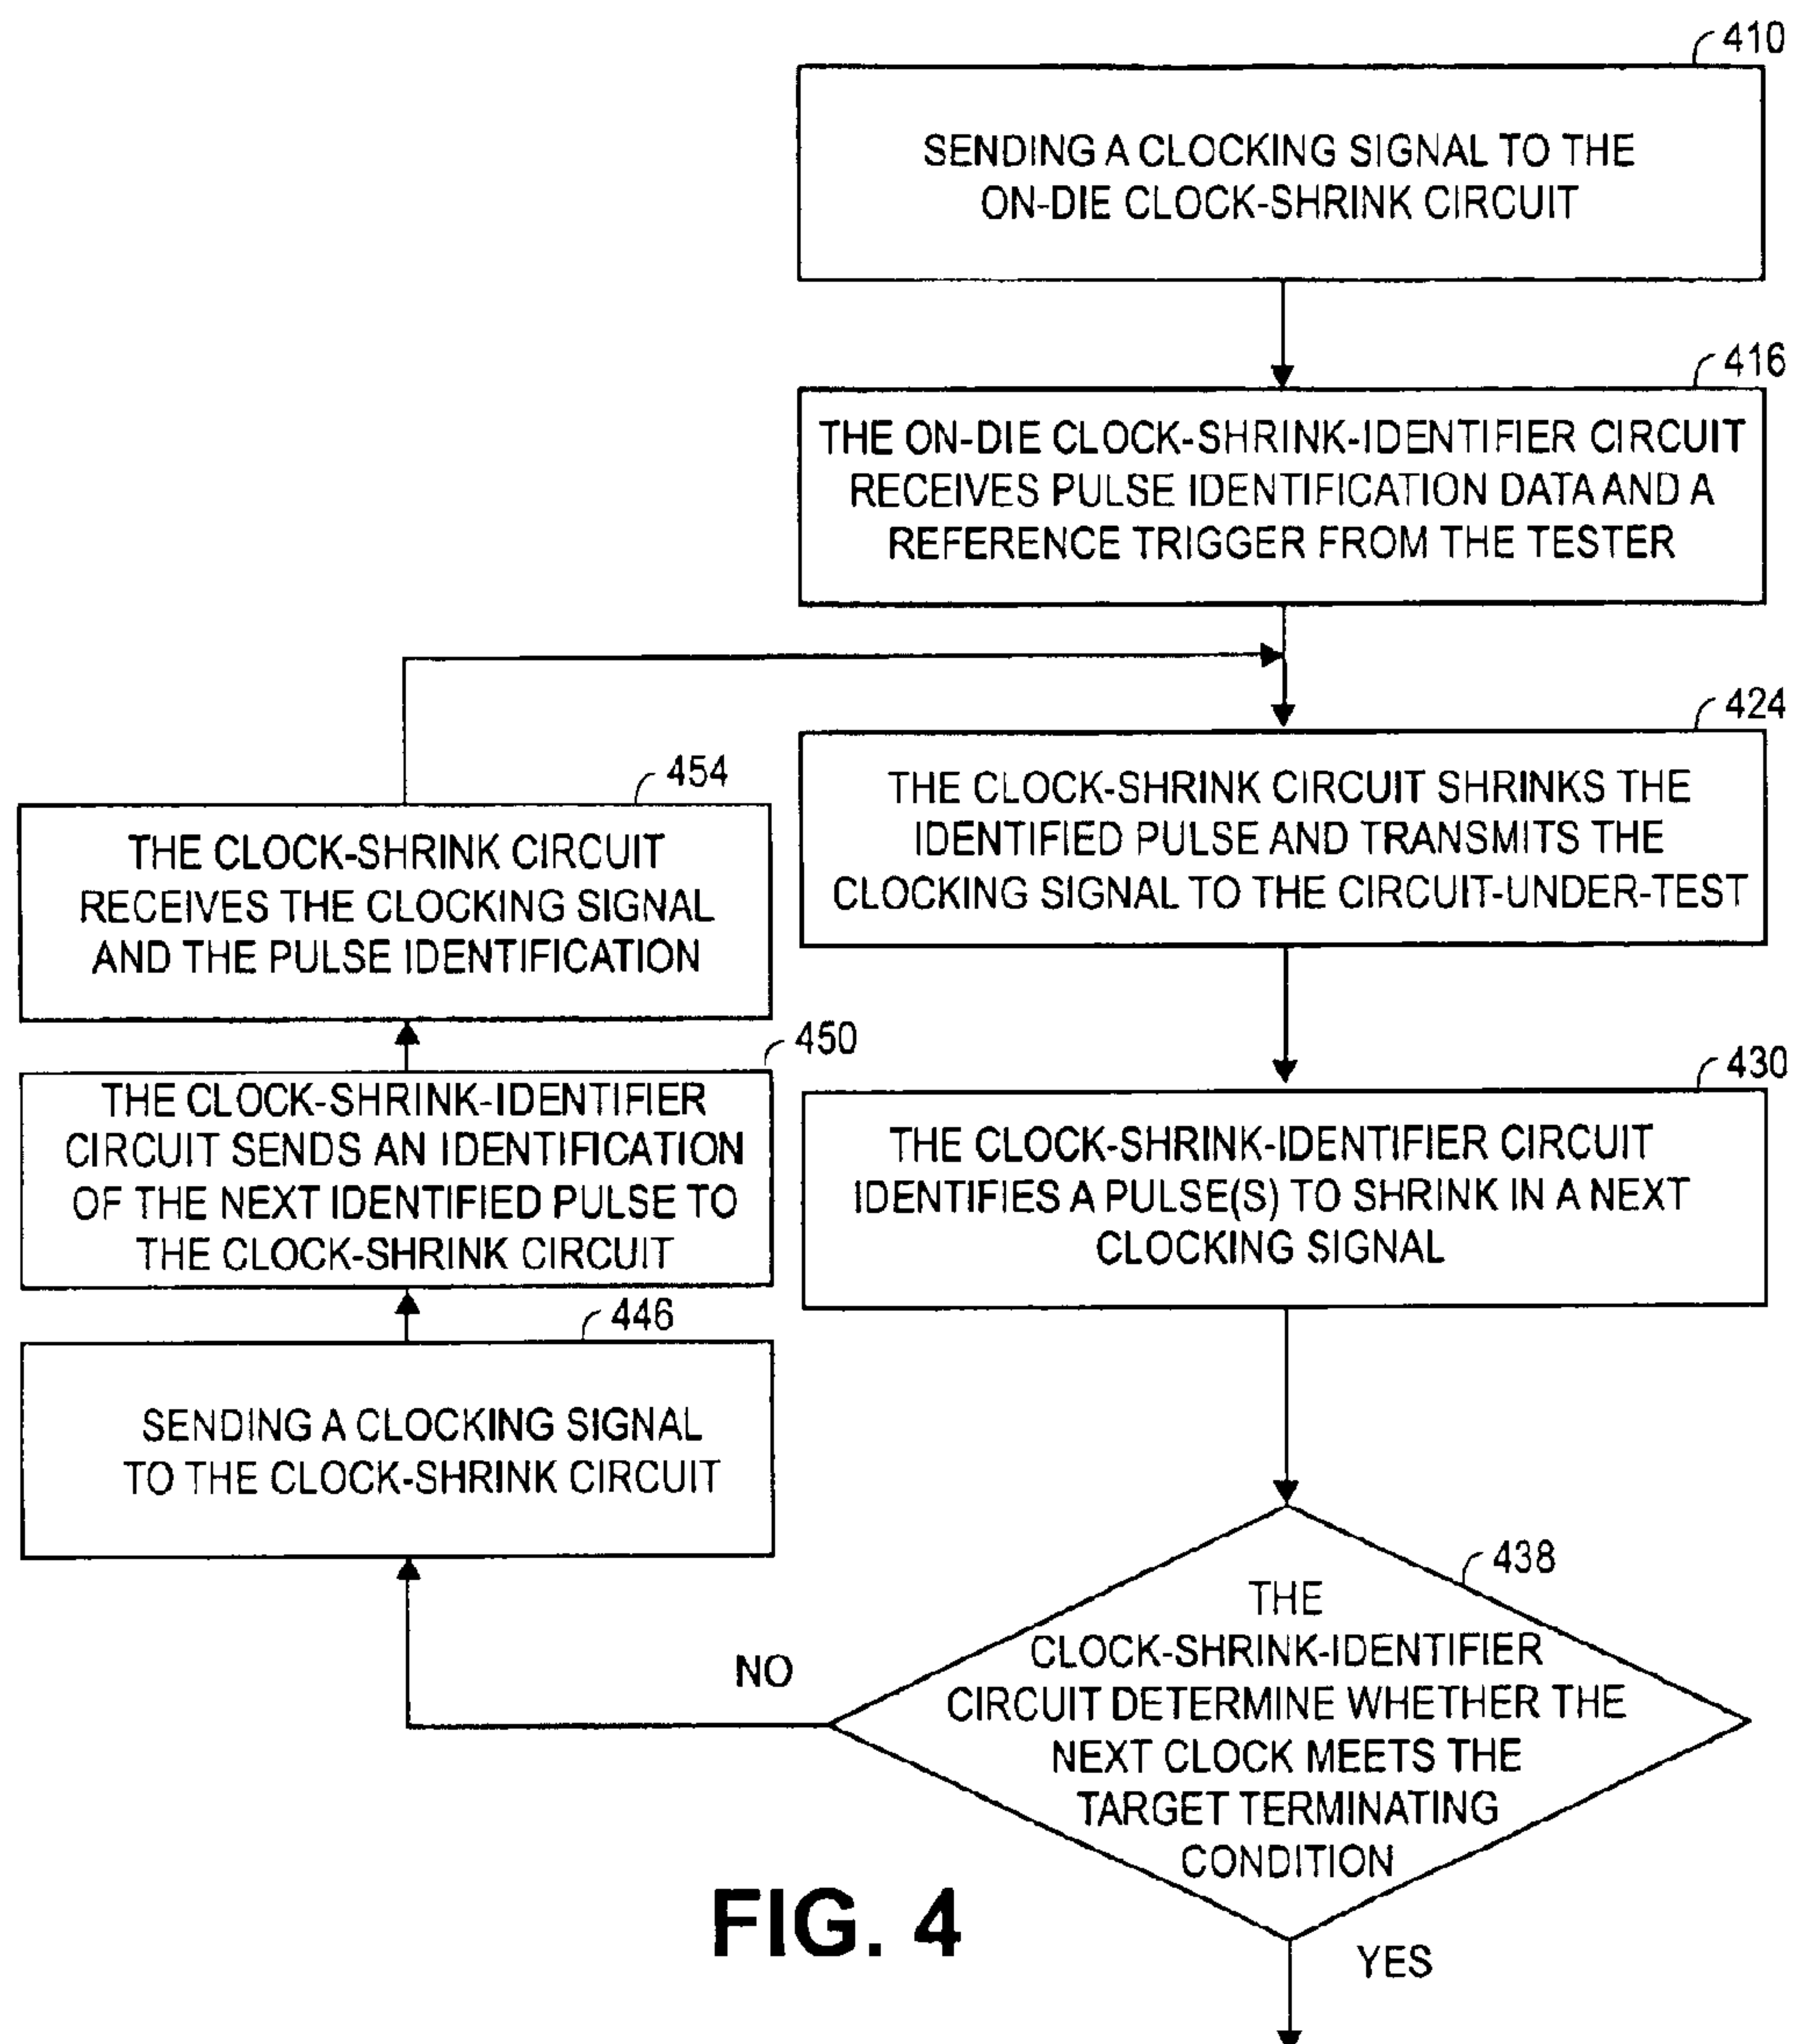 410
SENDING A CLOCKING SIGNAL TO THE
ON-DIE CLOCK-SHRINK CIRCUIT
416
THE ON-DIE CLOCK-SHRINK-IDENTIFIER CIRCUIT
RECEIVES PULSE IDENTIFICATION DATA AND A
REFERENCE TRIGGER FROM THE TESTER
424
THE CLOCK-SHRINK CIRCUIT SHRINKS THE
IDENTIFIED PULSE AND TRANSMITS THE
CLOCKING SIGNAL TO THE CIRCUIT-UNDER-TEST
454
THE CLOCK-SHRINK CIRCUIT
RECEIVES THE CLOCKING SIGNAL
AND THE PULSE IDENTIFICATION
450
THE CLOCK-SHRINK-IDENTIFIER
CIRCUIT SENDS AN IDENTIFICATION
OF THE NEXT IDENTIFIED PULSE TO
THE CLOCK-SHRINK CIRCUIT
430
THE CLOCK-SHRINK-IDENTIFIER CIRCUIT
IDENTIFIES A PULSE(S) TO SHRINK IN A NEXT
CLOCKING SIGNAL
446
SENDING A CLOCKING SIGNAL
TO THE CLOCK-SHRINK CIRCUIT
438
THE
CLOCK-SHRINK-IDENTIFIER
CIRCUIT DETERMINE WHETHER THE
NEXT CLOCK MEETS THE
TARGET TERMINATING
CONDITION
NO
YES
FIG. 4